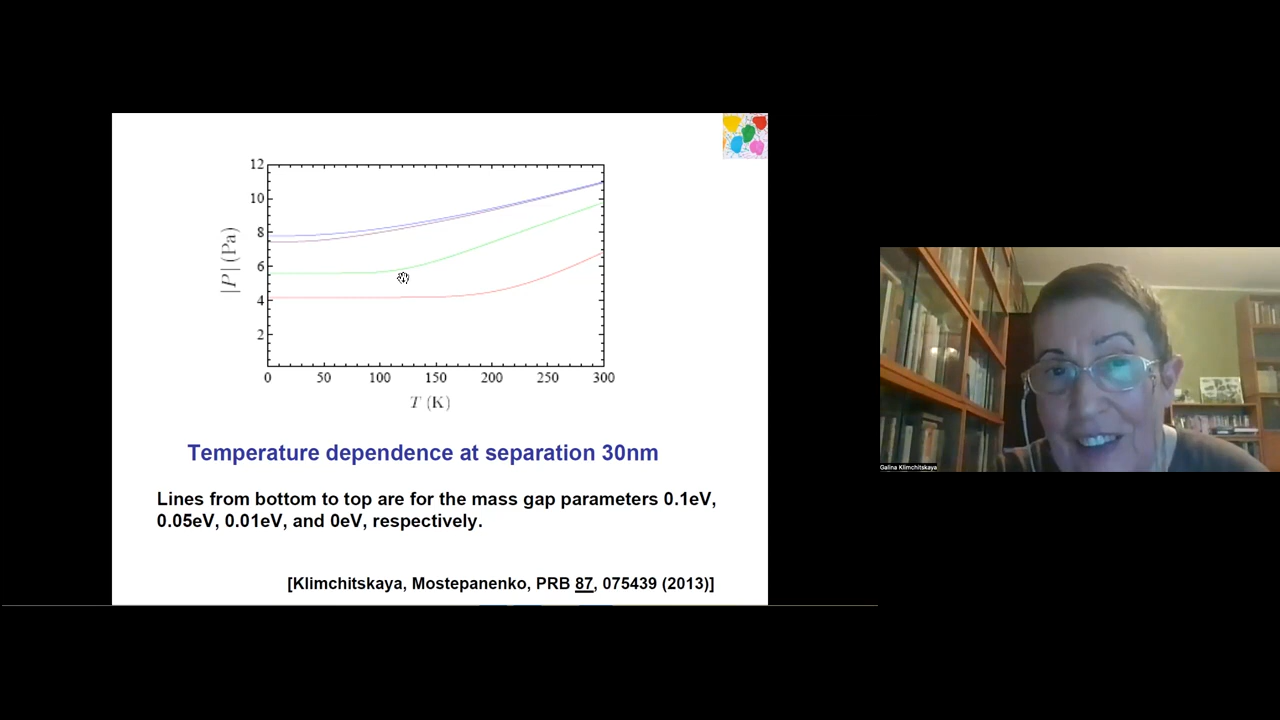 12
10
8
6
4
2
|P| (Pa)
0 50 100 150 200 250 300
T (K)
Temperature dependence at separation 30nm
Lines from bottom to top are for the mass gap parameters 0.1eV,
0.05eV, 0.01eV, and 0eV, respectively.
[Klimchitskaya, Mostepanenko, PRB 87, 075439 (2013)]
Galina Klimchitskaya